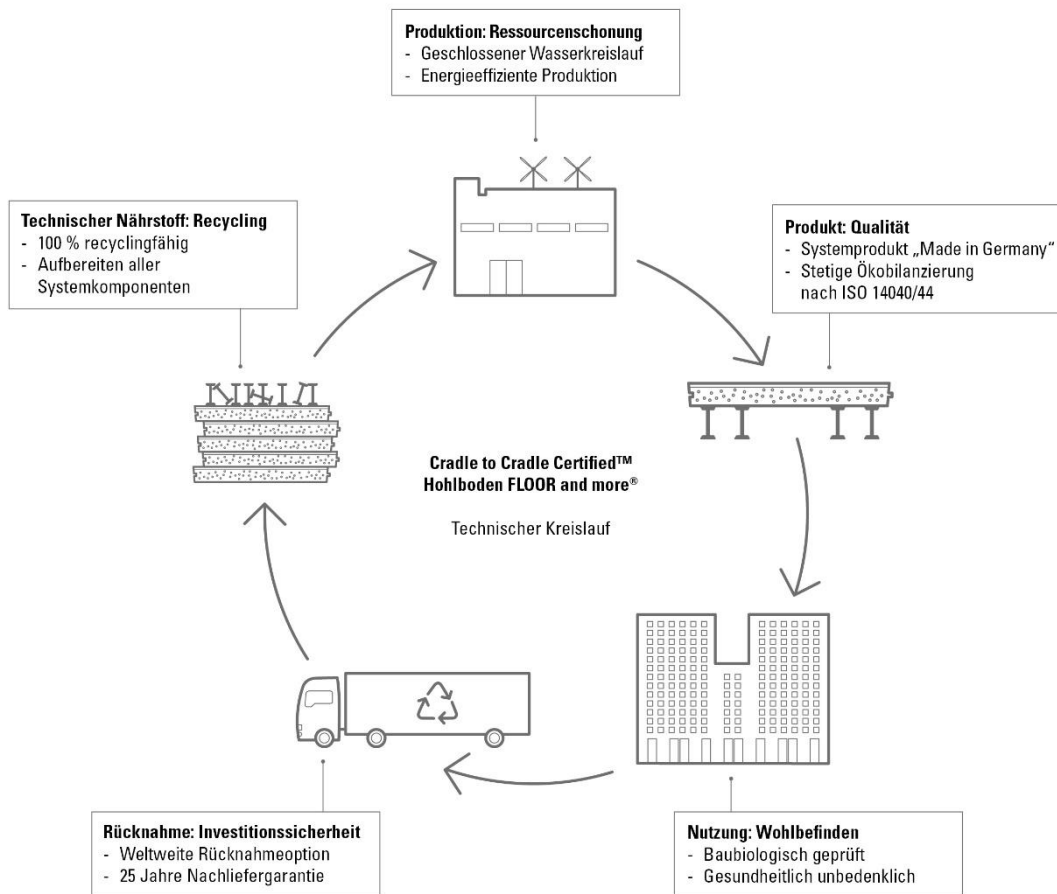 Produktion: Ressourcenschonung
- Geschlossener Wasserkreislauf
- Energieeffiziente Produktion
Technischer Nährstoff: Recycling
- 100 % recyclingfähig
- Aufbereiten aller
Systemkomponenten
Produkt: Qualität
- Systemprodukt „Made in Germany“
- Stetige Ökobilanzierung
nach ISO 14040/44
Cradle to Cradle Certified™
Hohlboden FLOOR and more®
Technischer Kreislauf
Rücknahme: Investitionssicherheit
- Weltweite Rücknahmeoption
- 25 Jahre Nachliefergarantie
Nutzung: Wohlbefinden
- Baubiologisch geprüft
- Gesundheitlich unbedenklich